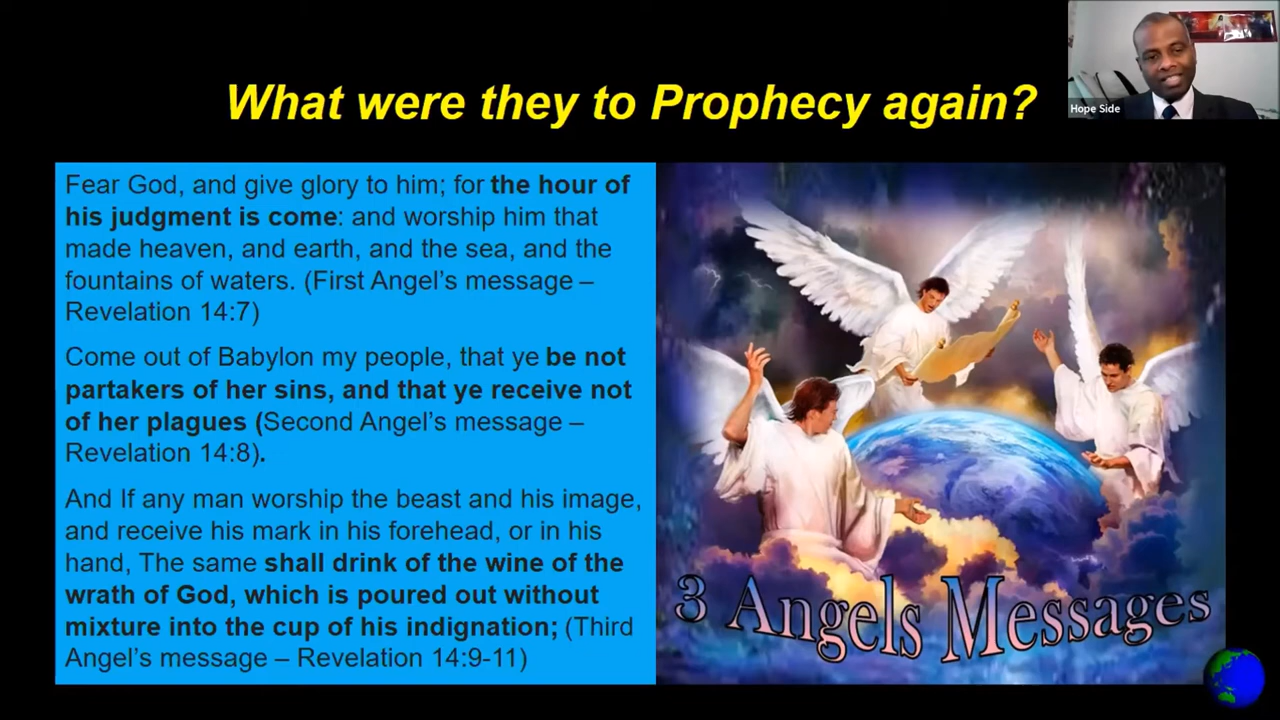 What were they to Prophecy again?
Hope Side
Fear God, and give glory to him; for the hour of
his judgment is come: and worship him that
made heaven, and earth, and the sea, and the
fountains of waters. (First Angel's message –
Revelation 14:7)
Come out of Babylon my people, that ye be not
partakers of her sins, and that ye receive not
of her plagues (Second Angel's message –
Revelation 14:8).
And If any man worship the beast and his image,
and receive his mark in his forehead, or in his
hand, The same shall drink of the wine of the
wrath of God, which is poured out without
mixture into the cup of his indignation; (Third
Angel's message – Revelation 14:9-11)
3 Angels Messages